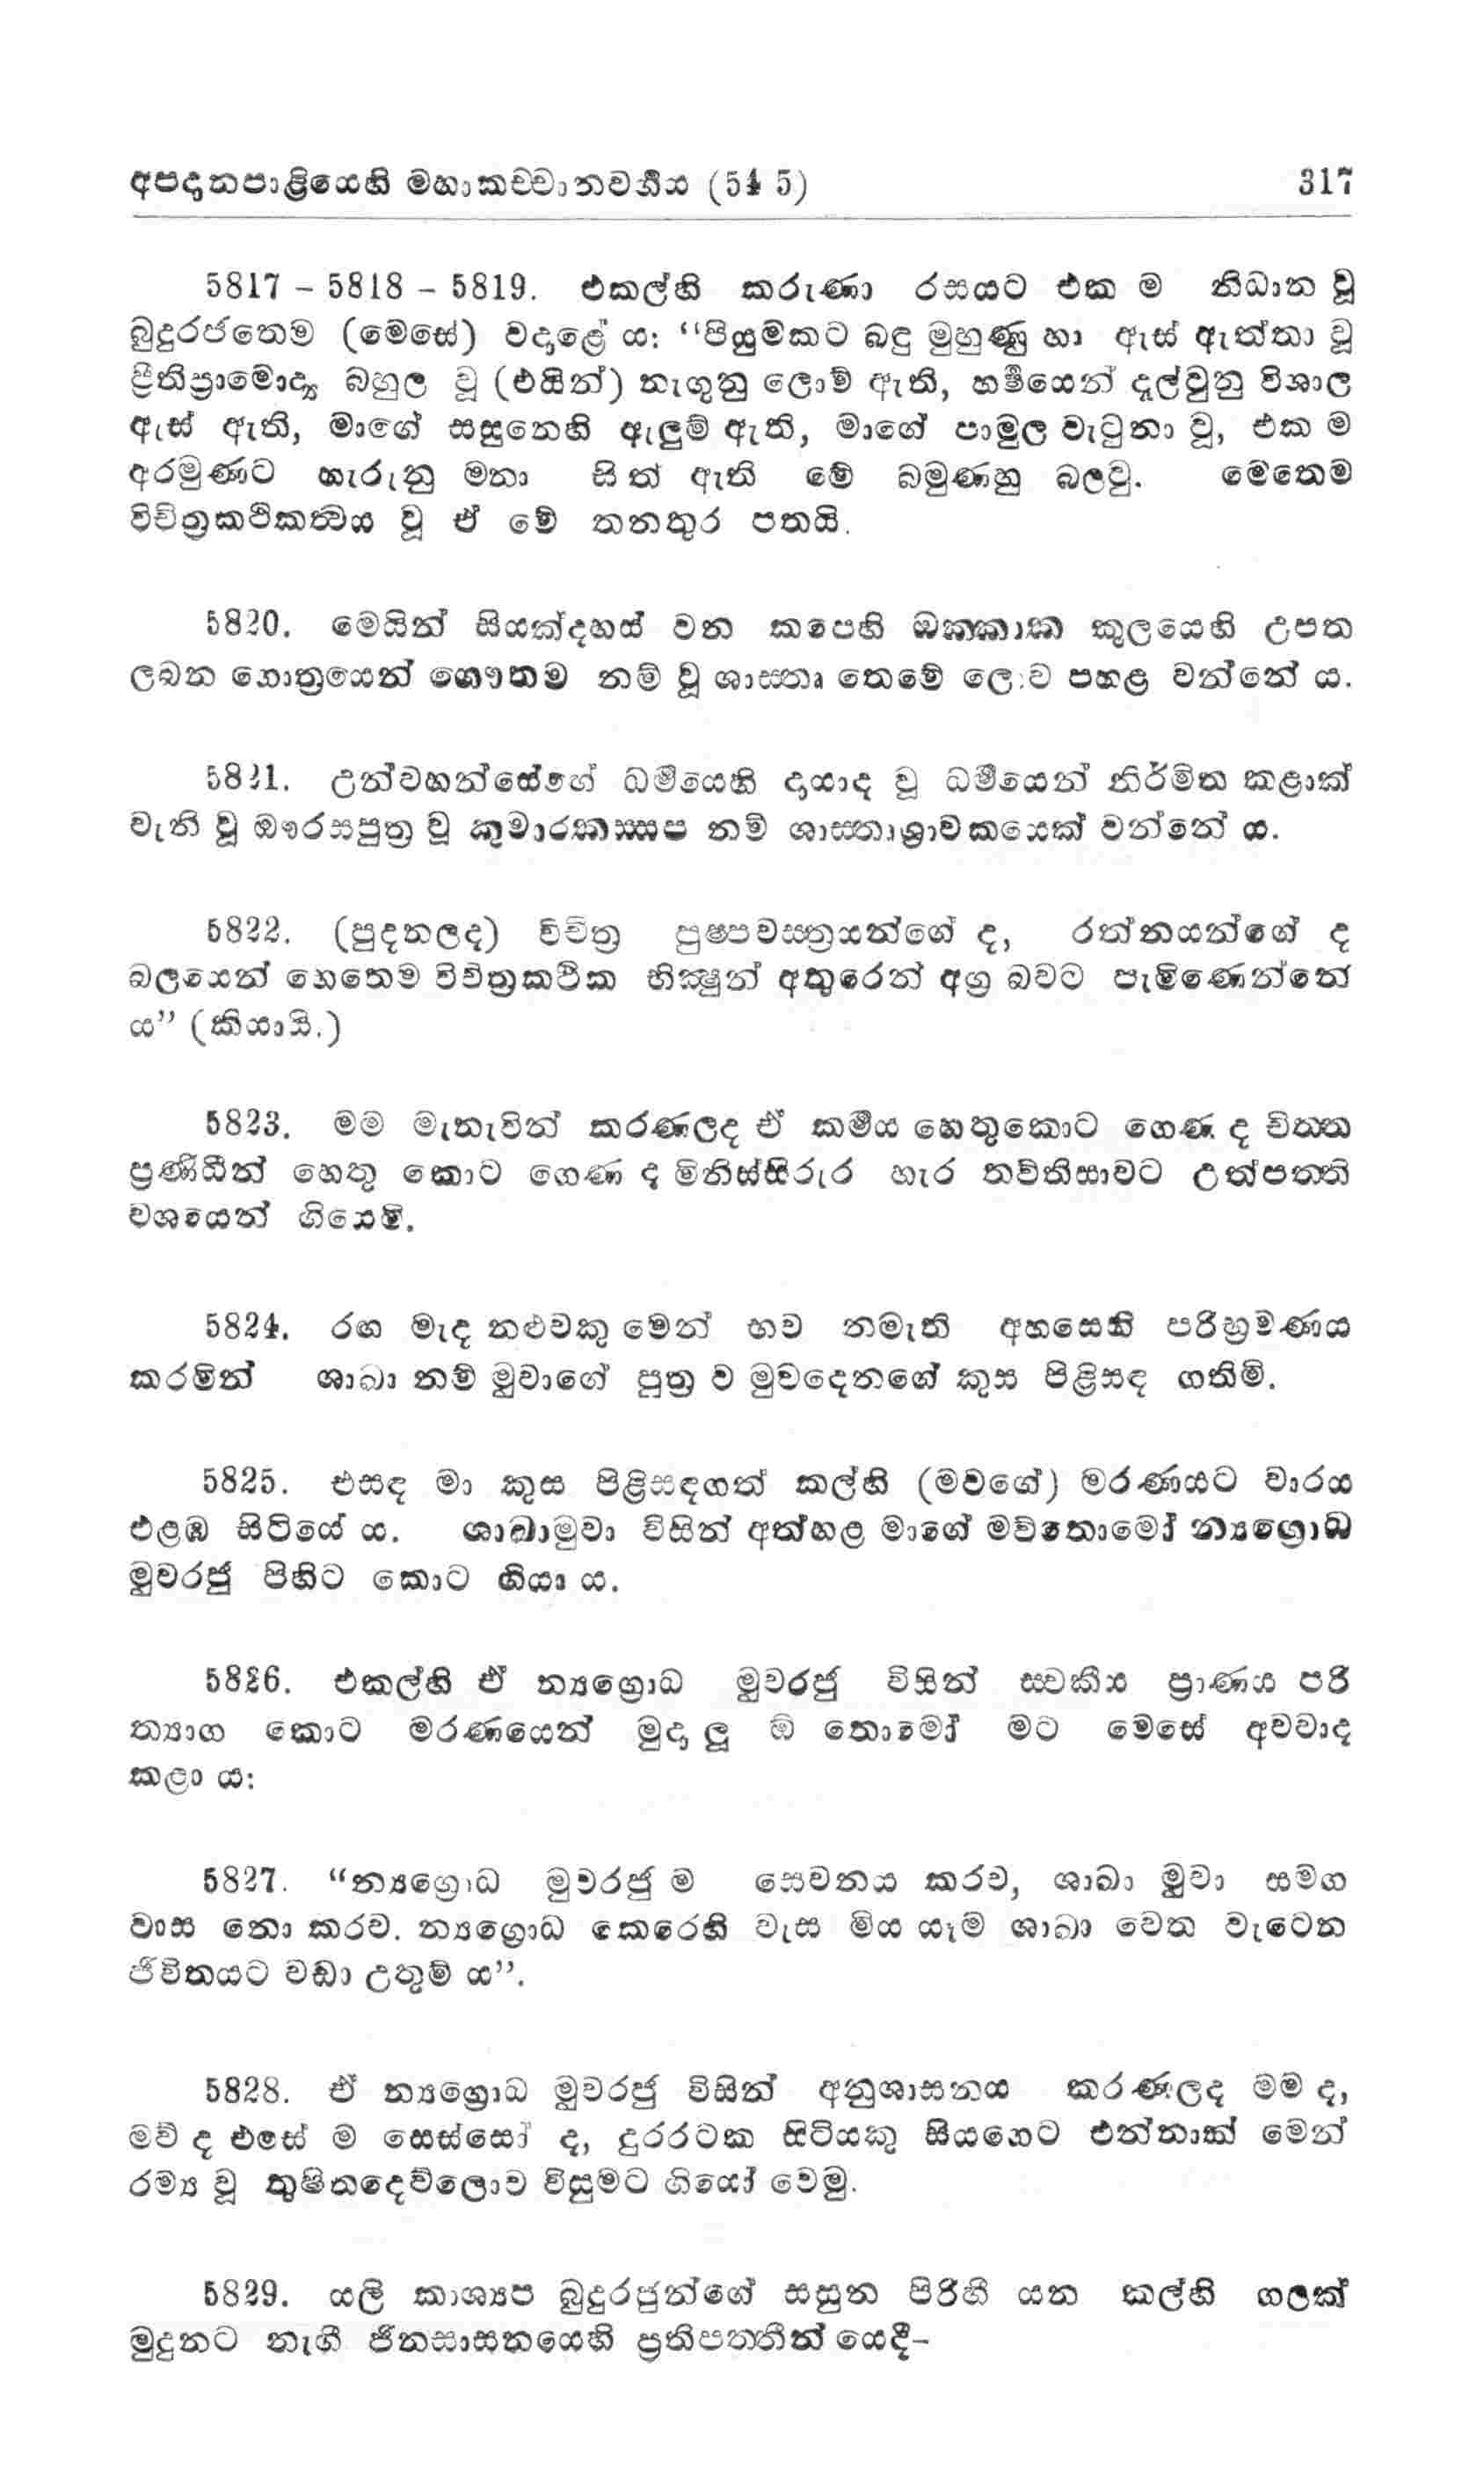 අපදානපාළියෙහි මහාකච්චානවර්‍ගය (54 5) 317
5817 – 5818 – 5819. එකල්හි කරුණා රසයට එක ම නිධාන වූ
බුදුරජතෙම (මෙසේ) වදාළේ ය: “පියුමකට බඳු මුහුණු හා ඇස් ඇත්තා වූ
ප්‍රීතිප්‍රාමොද්‍ය බහුල වූ (එයින්) නැගුනු ලොම් ඇති, හර්‍ෂයෙන් දැල්වුනු විශාල
ඇස් ඇති, මාගේ සසුනෙහි ඇලුම් ඇති, මාගේ පාමුල වැටුනා වූ, එක ම
අරමුණට හැරුනු මනා සිත් ඇති මේ බමුණහු බලවු. මෙතෙම
විචිත්‍රකථිකත්‍වය වූ ඒ මේ තනතුර පතයි.
5820. මෙයින් සියක්දහස් වන කපෙහි ඔක්කාක කුලයෙහි උපත
ලබන ගොත්‍රයෙන් ගෞතම නම් වූ ශාස්තෘ තෙමේ ලොව පහළ වන්නේ ය.
5821. උන්වහන්සේගේ ධර්‍මයෙහි දායාද වූ ධර්‍මයෙන් නිර්මිත කළාක්
වැනි වූ ඖරසපුත්‍ර වූ කුමාරකස්සප නම් ශාස්තෘශ්‍රාවකයෙක් වන්නේ ය.
5822. (පුදනලද) විචිත්‍ර පුෂ්පවස්ත්‍රයන්ගේ ද, රත්නයන්ගේ ද
බලයෙන් හෙතෙම විචිත්‍රකථික භික්‍ෂූන් අතුරෙන් අග්‍ර බවට පැමිණෙන්නේ
ය” (කියායි.)
5823. මම මැනැවින් කරණලද ඒ කර්‍මය හෙතුකොට ගෙණ ද චිත්ත
ප්‍රණිධීන් හෙතු කොට ගෙණ ද මිනිස්සිරුර හැර තව්තිසාවට උත්පත්ති
වශයෙන් ගියෙමි.
5824. රඟ මැද නළුවකු මෙන් භව නමැති අහසෙහි පරිභ්‍රමණය
කරමින් ශාඛා නම් මුවාගේ පුත්‍ර ව මුවදෙනගේ කුස පිළිසඳ ගතිමි.
5825. එසඳ මා කුස පිළිසඳගත් කල්හි (මවගේ) මරණයට වාරය
එළඹ සිටියේ ය. ශාඛාමුවා විසින් අත්හළ මාගේ මව්තොමෝ න්‍යග්‍රොධ
මුවරජු පිහිට කොට ගියා ය.
5826. එකල්හි ඒ න්‍යග්‍රොධ මුවරජු විසින් ස්වකීය ප්‍රාණය පරි
ත්‍යාග කොට මරණයෙන් මුදා ලූ ඕ තොමෝ මට මෙසේ අවවාද
කළා ය:
5827. “න්‍යග්‍රොධ මුවරජු ම සෙවනය කරව, ශාඛා මුවා සමග
වාස නො කරව. න්‍යග්‍රොධ කෙරෙහි වැස මිය යෑම ශාඛා වෙත වැටෙන
ජීවිතයට වඩා උතුම් ය”.
5828. ඒ න්‍යග්‍රොධ මුවරජු විසින් අනුශාසනය කරණලද මම ද,
මව් ද එසේ ම සෙස්සෝ ද, දුරරටක සිටියකු සියගෙට එන්නාක් මෙන්
රම්‍ය වූ තුෂිතදෙව්ලොව විසුමට ගියෝ වෙමු.
5829. යලි කාශ්‍යප බුදුරජුන්ගේ සසුන පිරිහී යන කල්හි ගලක්
මුදුනට නැගී ජිනසාසනයෙහි ප්‍රතිපත්තීන් යෙදී–